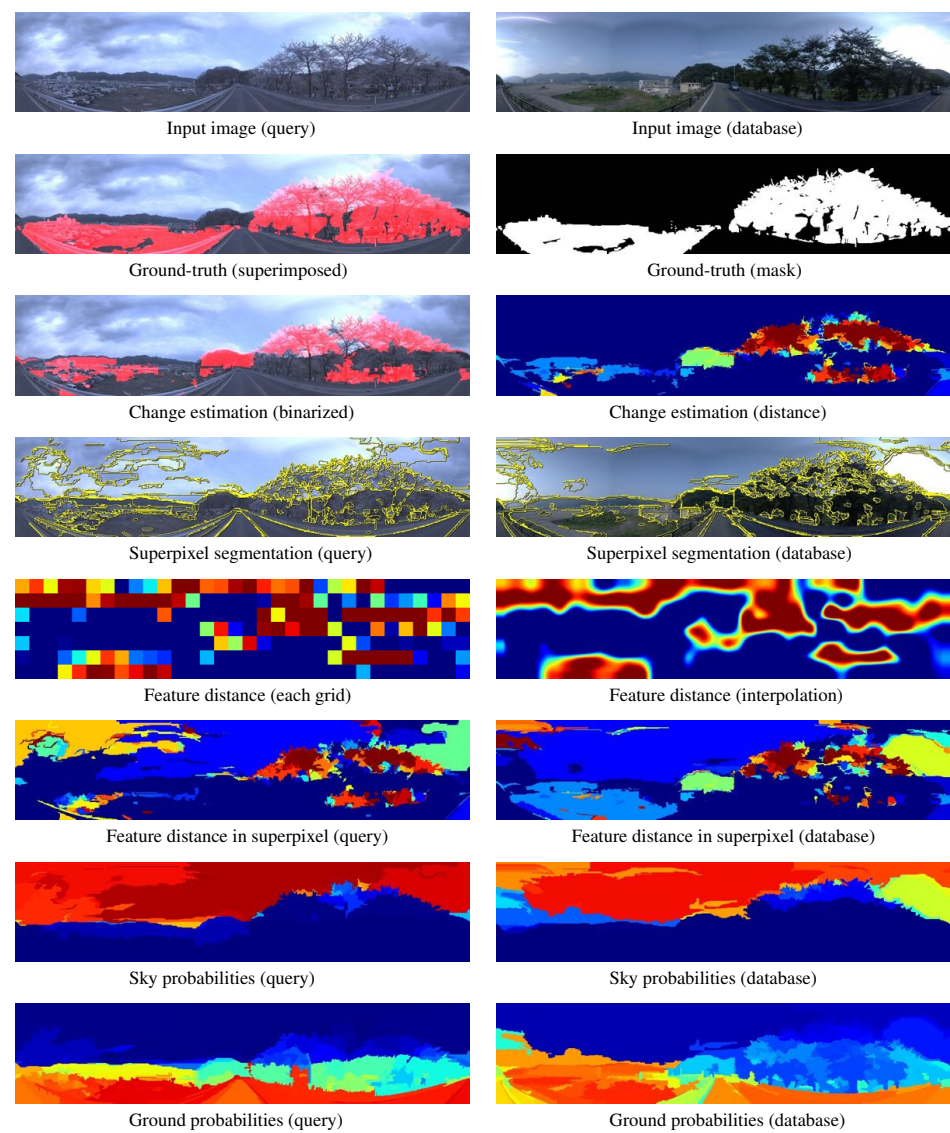 Input image (query)
Input image (database)
Ground-truth (superimposed)
Ground-truth (mask)
Change estimation (binarized)
Change estimation (distance)
Superpixel segmentation (query)
Superpixel segmentation (database)
Feature distance (each grid)
Feature distance (interpolation)
Feature distance in superpixel (query)
Feature distance in superpixel (database)
Sky probabilities (query)
Sky probabilities (database)
Ground probabilities (query)
Ground probabilities (database)